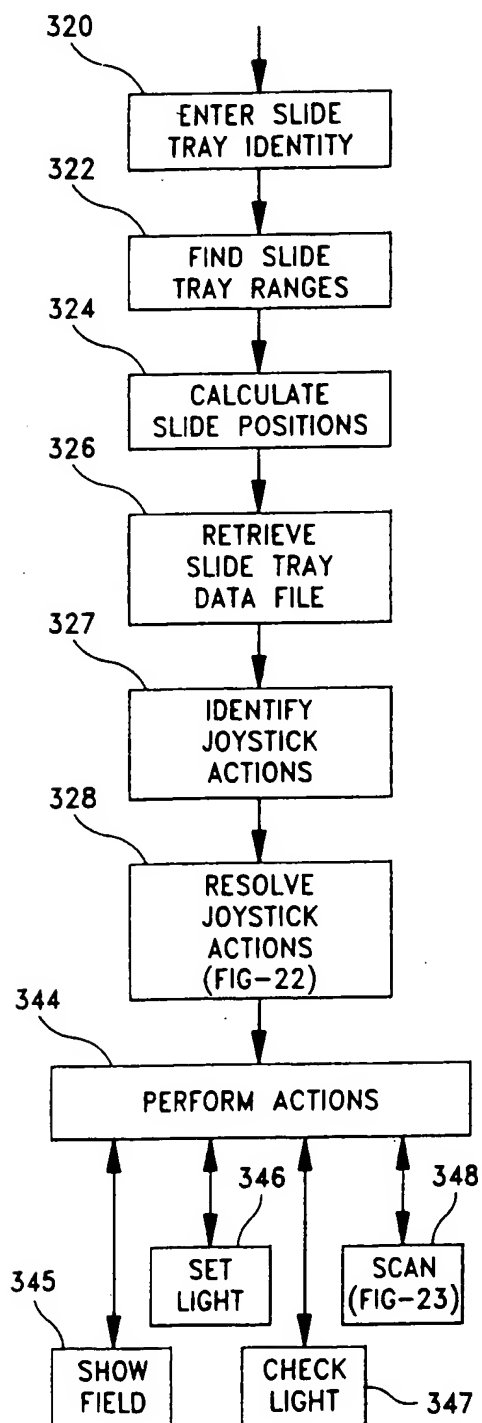 320
ENTER SLIDE
TRAY IDENTITY
322
FIND SLIDE
TRAY RANGES
324
CALCULATE
SLIDE POSITIONS
326
RETRIEVE
SLIDE TRAY
DATA FILE
327
IDENTIFY
JOYSTICK
ACTIONS
328
RESOLVE
JOYSTICK
ACTIONS
(FIG-22)
344
PERFORM ACTIONS
346
348
SET
LIGHT
SCAN
(FIG-23)
345
SHOW
FIELD
CHECK
LIGHT
347